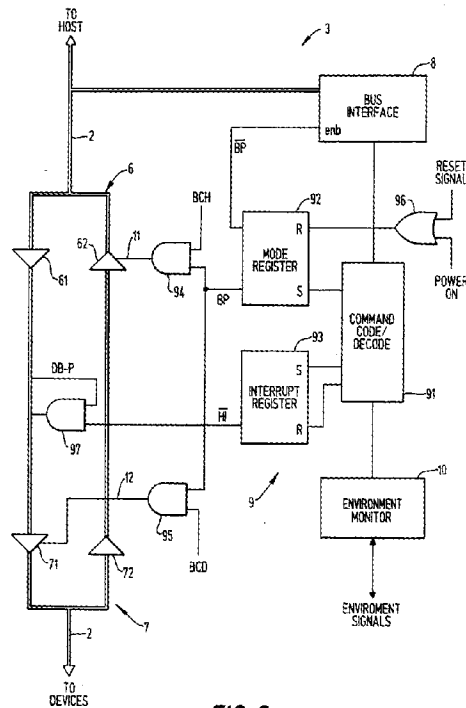 TO
HOST
3
8
BUS
INTERFACE
enb
2
BP
6
RESET
SIGNAL
92
96
BCH
62
11
R
61
MODE
REGISTER
94
POWER
ON
BP
S
93
COMMAND
CODE/
DECODE
DB-P
S
INTERRUPT
REGISTER
97
HI
R
91
9
10
12
ENVIRONMENT
MONITOR
95
71
72
BCD
7
2
ENVIROMENT
SIGNALS
TO
DEVICES